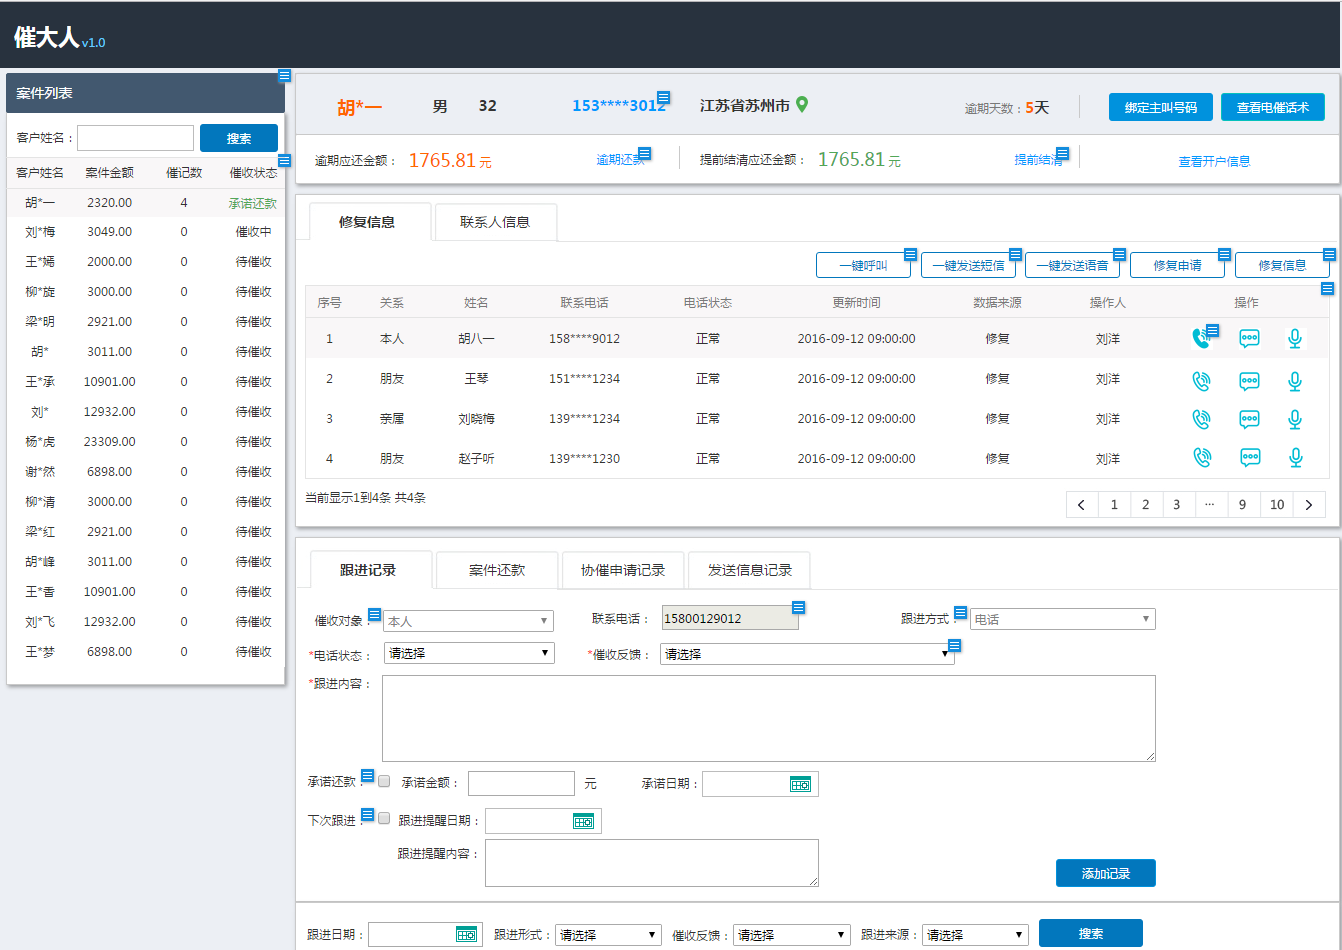 催大人 v1.0
案件列表
客户姓名： 搜索
客户姓名 案件金额 催记数 催收状态
胡*一 2320.00 4 承诺还款
刘*梅 3049.00 0 催收中
王*嫣 2000.00 0 待催收
柳*旋 3000.00 0 待催收
梁*明 2921.00 0 待催收
胡* 3011.00 0 待催收
王*承 10901.00 0 待催收
刘* 12932.00 0 待催收
杨*虎 23309.00 0 待催收
谢*然 6898.00 0 待催收
柳*清 3000.00 0 待催收
梁*红 2921.00 0 待催收
胡*峰 3011.00 0 待催收
王*香 10901.00 0 待催收
刘*飞 12932.00 0 待催收
王*梦 6898.00 0 待催收
胡*一 男 32 153****3012 江苏省苏州市 逾期天数：5天 绑定主叫号码 查看电催话术
逾期应还金额： 1765.81 元 逾期还款 提前结清应还金额： 1765.81 元 提前结清 查看开户信息
修复信息 联系人信息
一键呼叫 一键发送短信 一键发送语音 修复申请 修复信息
序号 关系 姓名 联系电话 电话状态 更新时间 数据来源 操作人 操作
1 本人 胡八一 158****9012 正常 2016-09-12 09:00:00 修复 刘洋
2 朋友 王琴 151****1234 正常 2016-09-12 09:00:00 修复 刘洋
3 亲属 刘晓梅 139****1234 正常 2016-09-12 09:00:00 修复 刘洋
4 朋友 赵子听 139****1230 正常 2016-09-12 09:00:00 修复 刘洋
当前显示1到4条 共4条
< 1 2 3 ... 9 10 >
跟进记录 案件还款 协催申请记录 发送信息记录
催收对象： 本人 联系电话： 15800129012 跟进方式： 电话
*电话状态： 请选择 *催收反馈： 请选择
*跟进内容：
承诺还款： 承诺金额： 元 承诺日期：
下次跟进： 跟进提醒日期：
跟进提醒内容：
添加记录
跟进日期： 跟进形式： 请选择 催收反馈： 请选择 跟进来源： 请选择 搜索